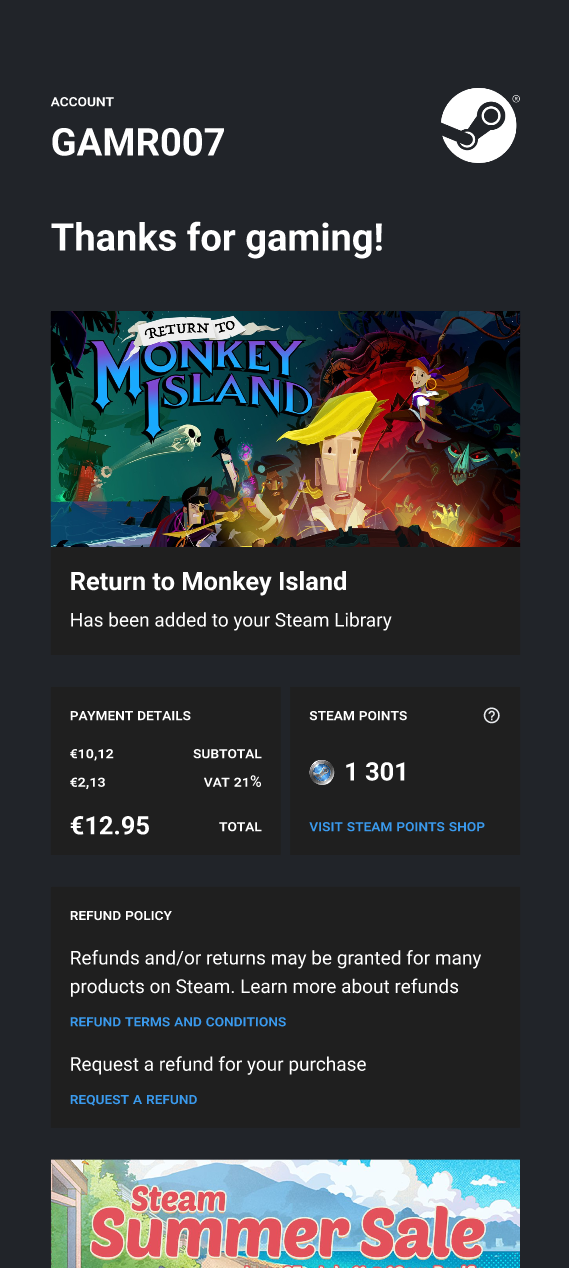 ACCOUNT
GAMR007
®
Thanks for gaming!
RETURN TO
MONKEY
ISLAND
Return to Monkey Island
Has been added to your Steam Library
PAYMENT DETAILS
€10,12 SUBTOTAL
€2,13 VAT 21%
€12.95 TOTAL
STEAM POINTS ?
1 301
VISIT STEAM POINTS SHOP
REFUND POLICY
Refunds and/or returns may be granted for many
products on Steam. Learn more about refunds
REFUND TERMS AND CONDITIONS
Request a refund for your purchase
REQUEST A REFUND
Steam
Summer Sale